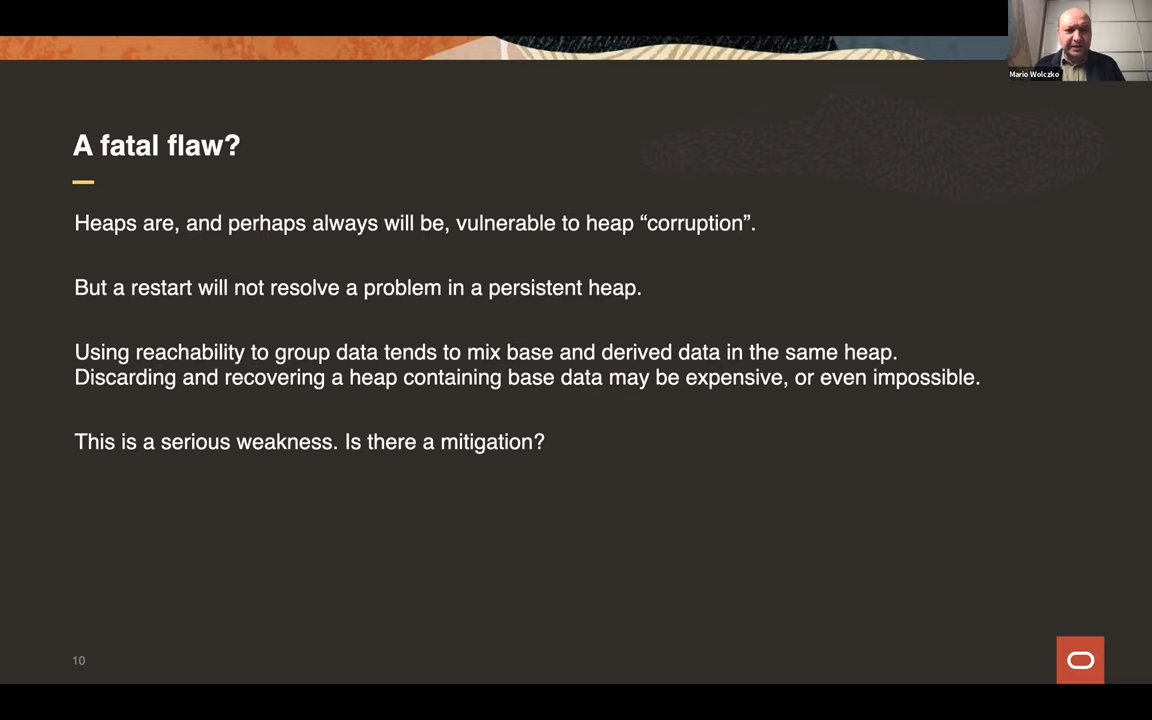 Mario Wolczko
A fatal flaw?
Heaps are, and perhaps always will be, vulnerable to heap “corruption”.
But a restart will not resolve a problem in a persistent heap.
Using reachability to group data tends to mix base and derived data in the same heap.
Discarding and recovering a heap containing base data may be expensive, or even impossible.
This is a serious weakness. Is there a mitigation?
10